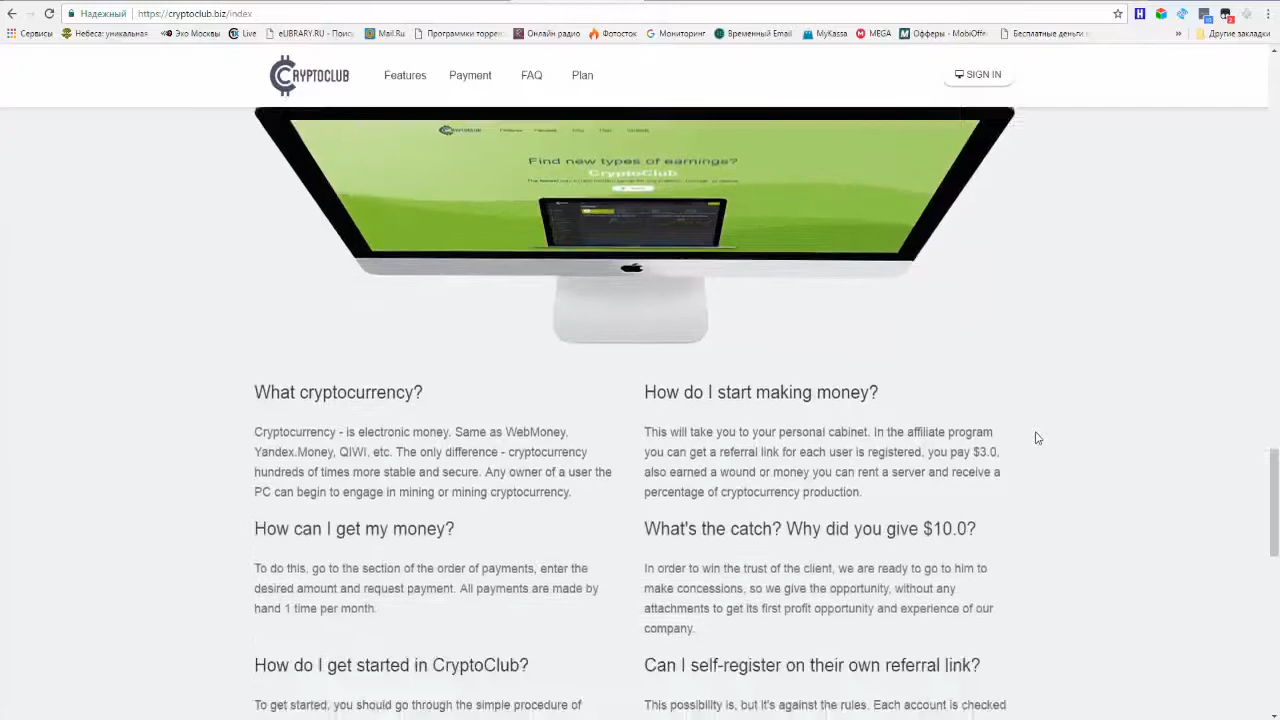 Надежный https://cryptoclub.biz/index
Сервисы Небеса: уникальная Эхо Москвы Live eLIBRARY.RU - Поис Mail.Ru Программки торрен Онлайн радио Фотосток Мониторинг Временный Email MyKassa MEGA Офферы - MobiOffe Бесплатные деньги » Другие закладки
CRYPTOCLUB Features Payment FAQ Plan SIGN IN
Find new types of earnings?
CryptoClub
What cryptocurrency?
Cryptocurrency - is electronic money. Same as WebMoney,
Yandex.Money, QIWI, etc. The only difference - cryptocurrency
hundreds of times more stable and secure. Any owner of a user the
PC can begin to engage in mining or mining cryptocurrency.
How do I start making money?
This will take you to your personal cabinet. In the affiliate program
you can get a referral link for each user is registered, you pay $3.0,
also earned a wound or money you can rent a server and receive a
percentage of cryptocurrency production.
How can I get my money?
To do this, go to the section of the order of payments, enter the
desired amount and request payment. All payments are made by
hand 1 time per month.
What's the catch? Why did you give $10.0?
In order to win the trust of the client, we are ready to go to him to
make concessions, so we give the opportunity, without any
attachments to get its first profit opportunity and experience of our
company.
How do I get started in CryptoClub?
To get started, you should go through the simple procedure of
Can I self-register on their own referral link?
This possibility is, but it's against the rules. Each account is checked